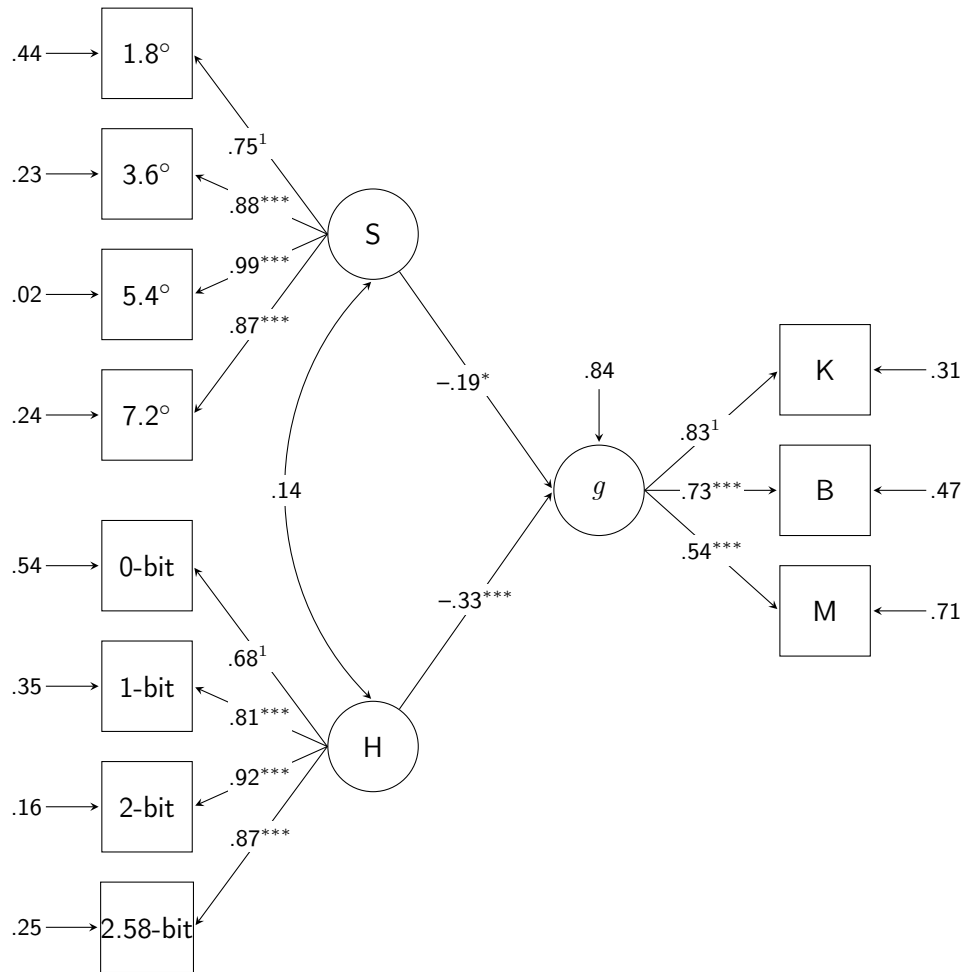 .44 1.8°
.75¹
.23 3.6°
.88***
S
.99***
.02 5.4°
.87***
.24 7.2°
–.19*
.84
K .31
.83¹
.14
g
.73***
B .47
.54***
M .71
.54 0-bit
–.33***
.68¹
.35 1-bit
.81***
H
.92***
.16 2-bit
.87***
.25 2.58-bit